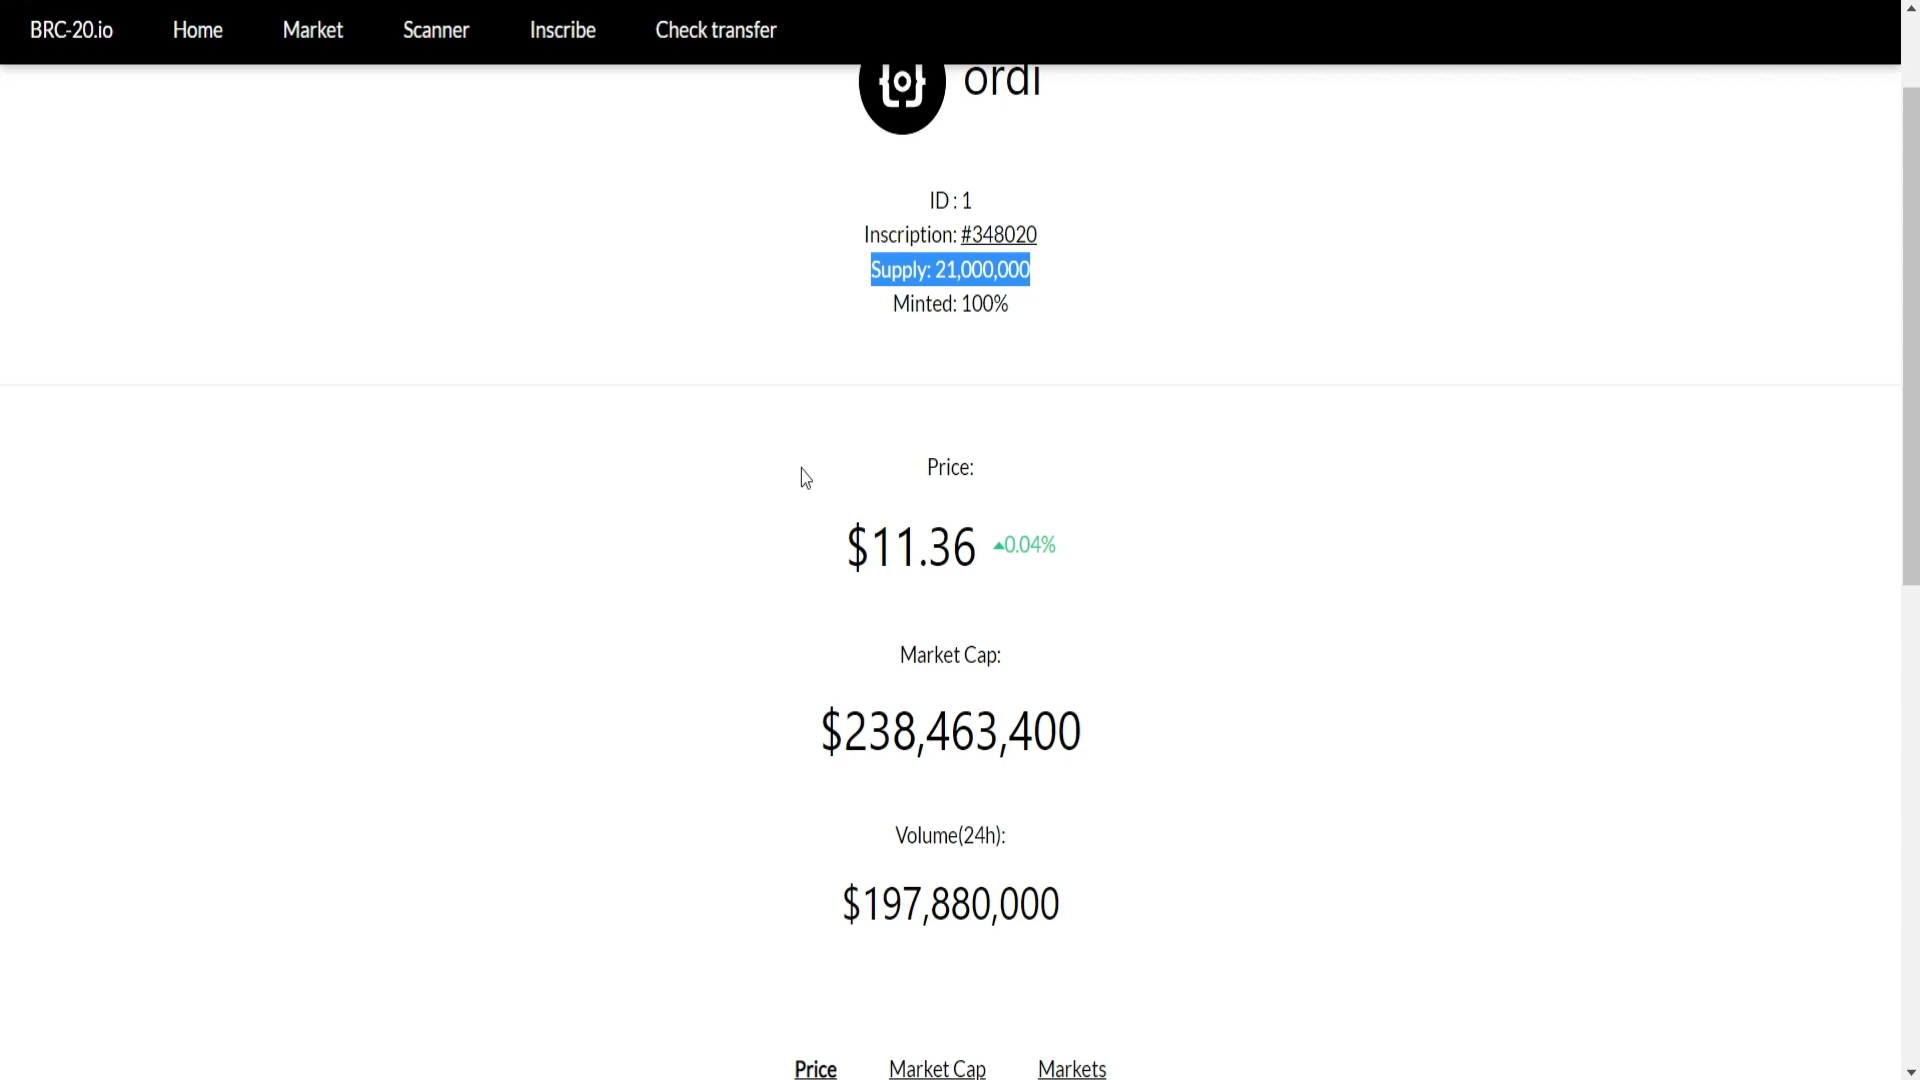 BRC-20.io Home Market Scanner Inscribe Check transfer
ordi
ID : 1
Inscription: #348020
Supply: 21,000,000
Minted: 100%
Price:
$11.36 ▲0.04%
Market Cap:
$238,463,400
Volume(24h):
$197,880,000
Price Market Cap Markets